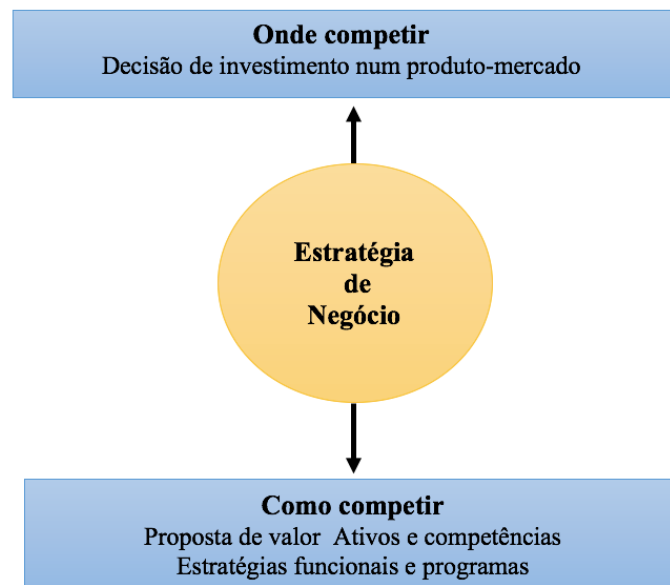 Onde competir
Decisão de investimento num produto-mercado
Estratégia
de
Negócio
Como competir
Proposta de valor  Ativos e competências
Estratégias funcionais e programas